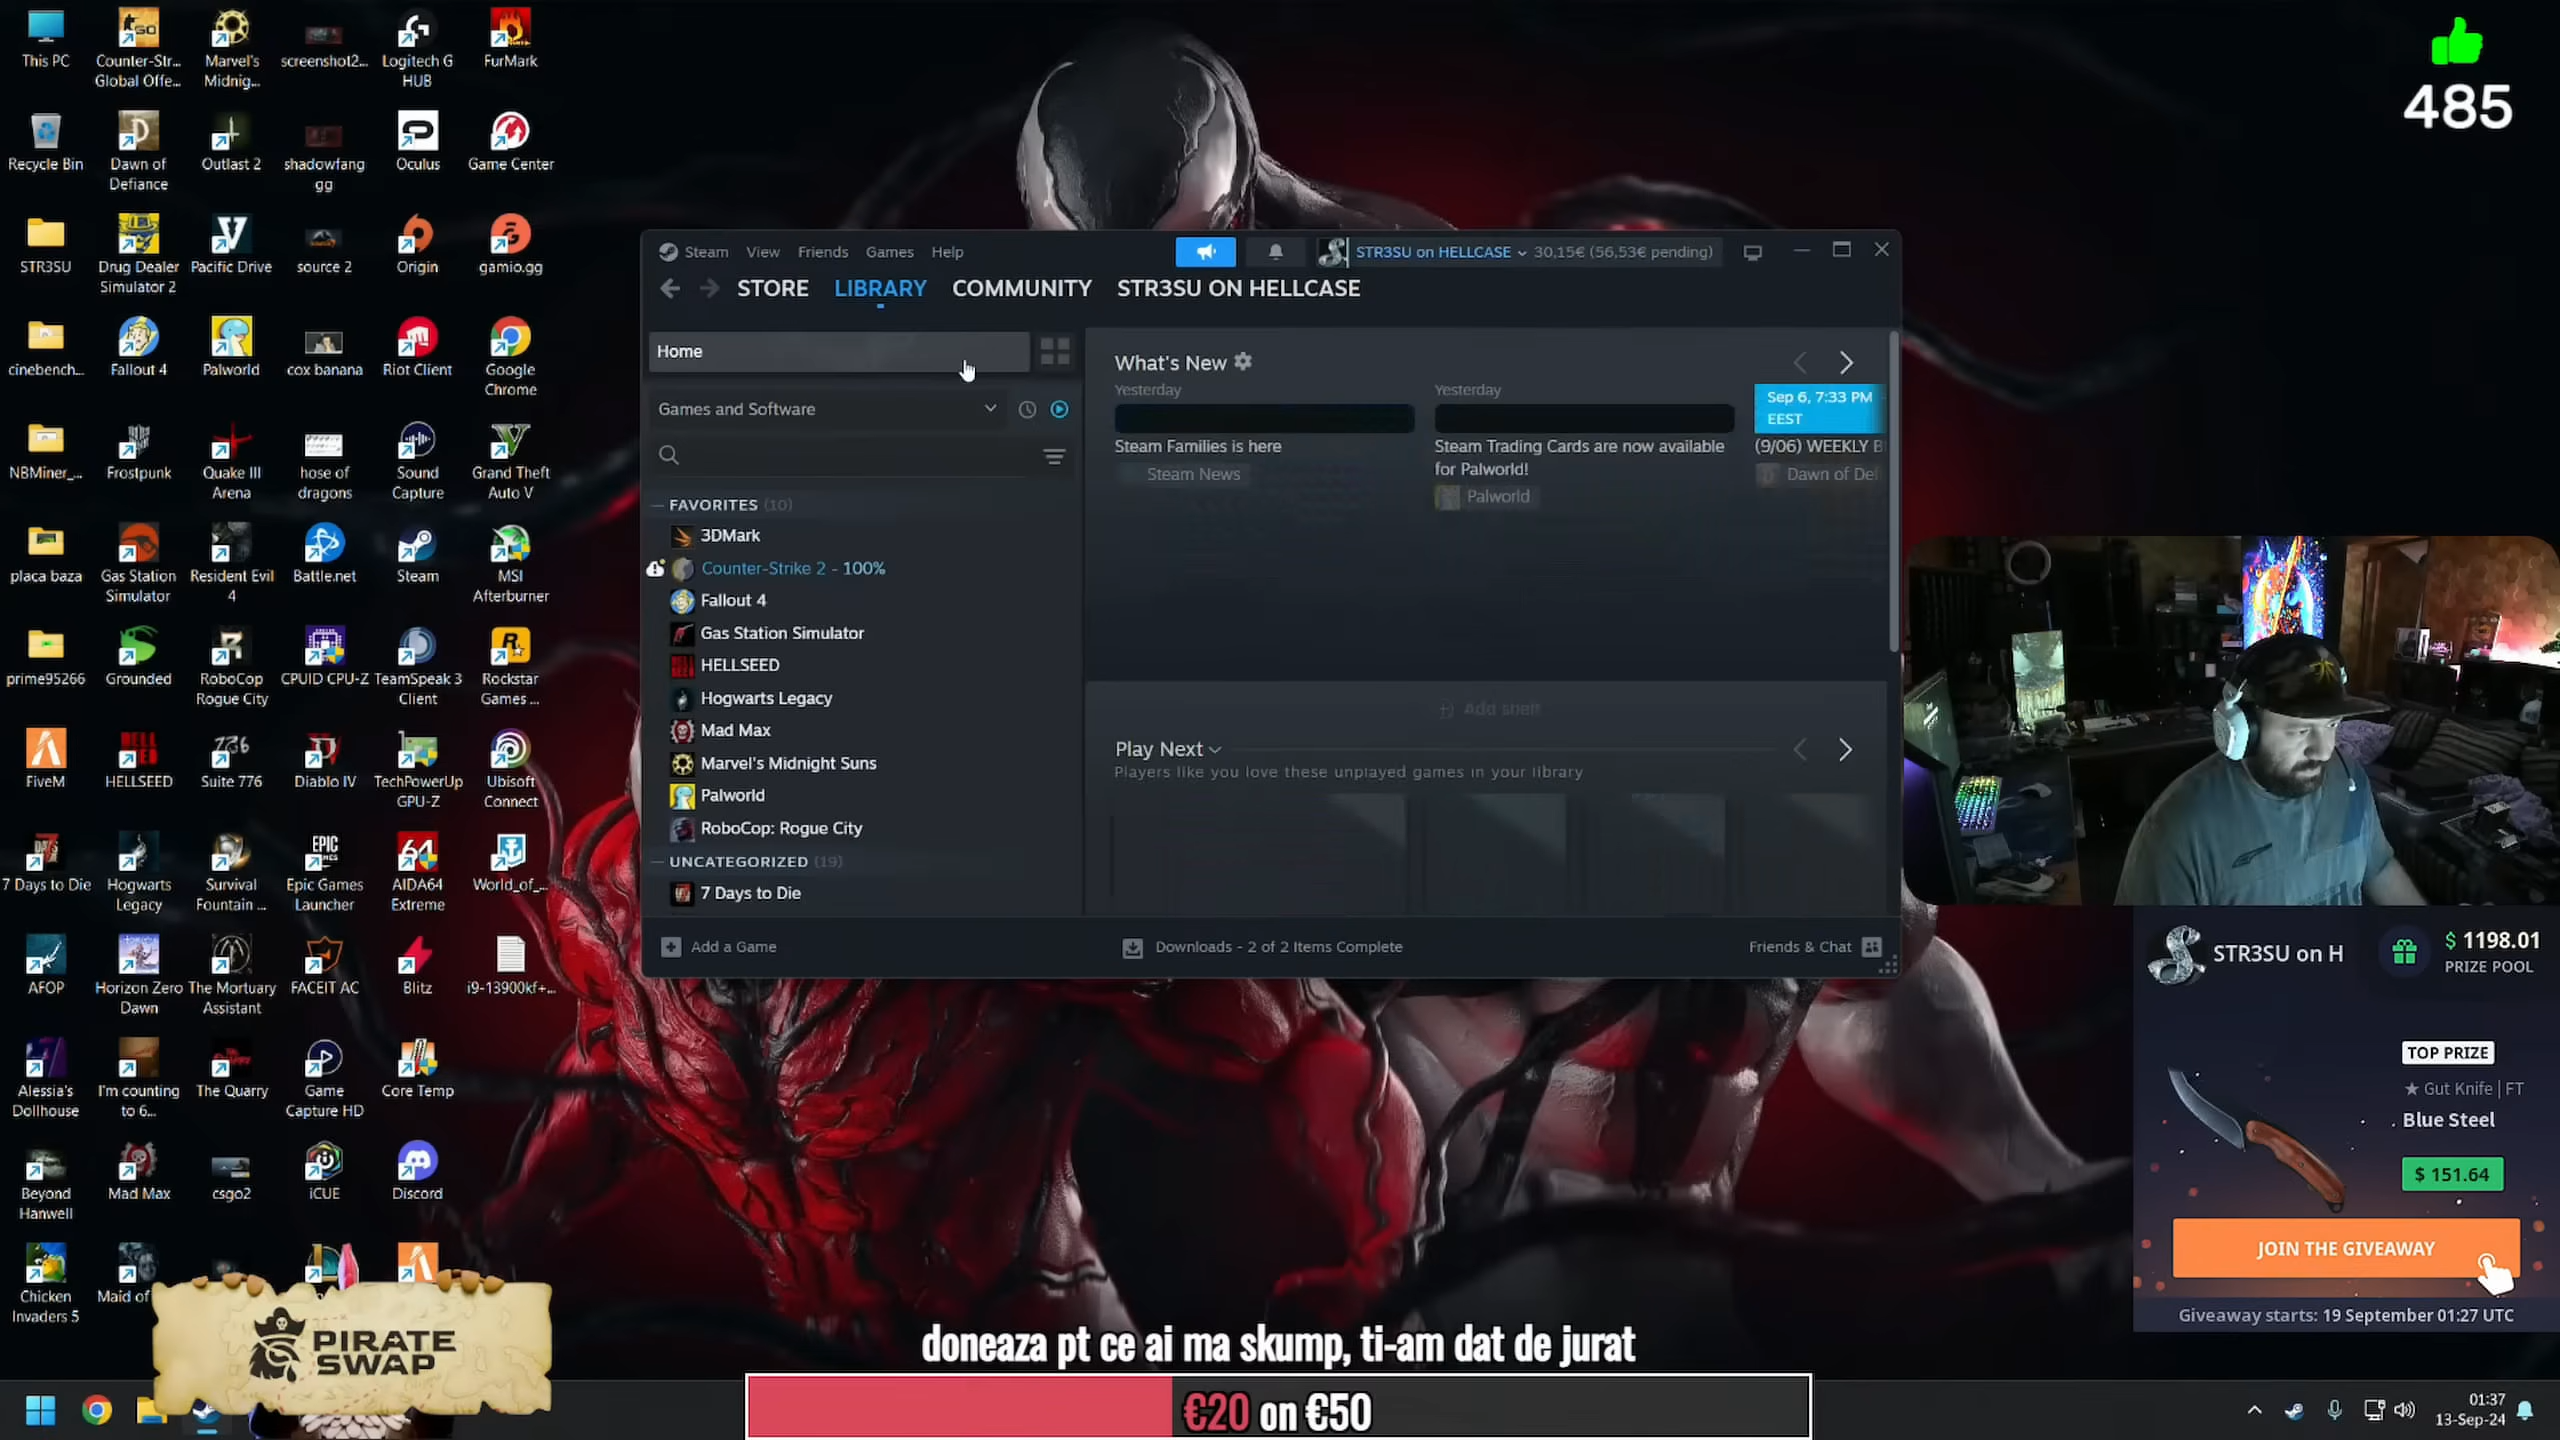 This PC
Counter-Str...
Global Offe...
Marvel's
Midnig...
screenshot2...
Logitech G
HUB
FurMark
Recycle Bin
Dawn of
Defiance
Outlast 2
shadowfang
gg
Oculus
Game Center
STR3SU
Drug Dealer
Simulator 2
Pacific Drive
source 2
Origin
gamio.gg
cinebench...
Fallout 4
Palworld
cox banana
Riot Client
Google
Chrome
NBMiner_...
Frostpunk
Quake III
Arena
hose of
dragons
Sound
Capture
Grand Theft
Auto V
placa baza
Gas Station
Simulator
Resident Evil
4
Battle.net
Steam
MSI
Afterburner
prime95266
Grounded
RoboCop
Rogue City
CPUID CPU-Z
TeamSpeak 3
Client
Rockstar
Games ...
FiveM
HELLSEED
Suite 776
Diablo IV
TechPowerUp
GPU-Z
Ubisoft
Connect
7 Days to Die
Hogwarts
Legacy
Survival
Fountain ...
Epic Games
Launcher
AIDA64
Extreme
World_of_...
AFOP
Horizon Zero
Dawn
The Mortuary
Assistant
FACEIT AC
Blitz
i9-13900kf+...
Alessia's
Dollhouse
I'm counting
to 6...
The Quarry
Game
Capture HD
Core Temp
Beyond
Hanwell
Mad Max
csgo2
iCUE
Discord
Chicken
Invaders 5
Maid of
PIRATE
SWAP
Steam View Friends Games Help
STR3SU on HELLCASE 30,15€ (56,53€ pending)
STORE LIBRARY COMMUNITY STR3SU ON HELLCASE
Home
Games and Software
FAVORITES (10)
3DMark
Counter-Strike 2 - 100%
Fallout 4
Gas Station Simulator
HELLSEED
Hogwarts Legacy
Mad Max
Marvel's Midnight Suns
Palworld
RoboCop: Rogue City
UNCATEGORIZED (19)
7 Days to Die
What's New
Yesterday
Steam Families is here
Steam News
Yesterday
Steam Trading Cards are now available
for Palworld!
Palworld
Sep 6, 7:33 PM
EEST
(9/06) WEEKLY B
Dawn of Def
Add shelf
Play Next
Players like you love these unplayed games in your library
Add a Game
Downloads - 2 of 2 Items Complete
Friends & Chat
485
STR3SU on H
$ 1198.01
PRIZE POOL
TOP PRIZE
★ Gut Knife | FT
Blue Steel
$ 151.64
JOIN THE GIVEAWAY
Giveaway starts: 19 September 01:27 UTC
doneaza pt ce ai ma skump, ti-am dat de jurat
€20 on €50
01:37
13-Sep-24